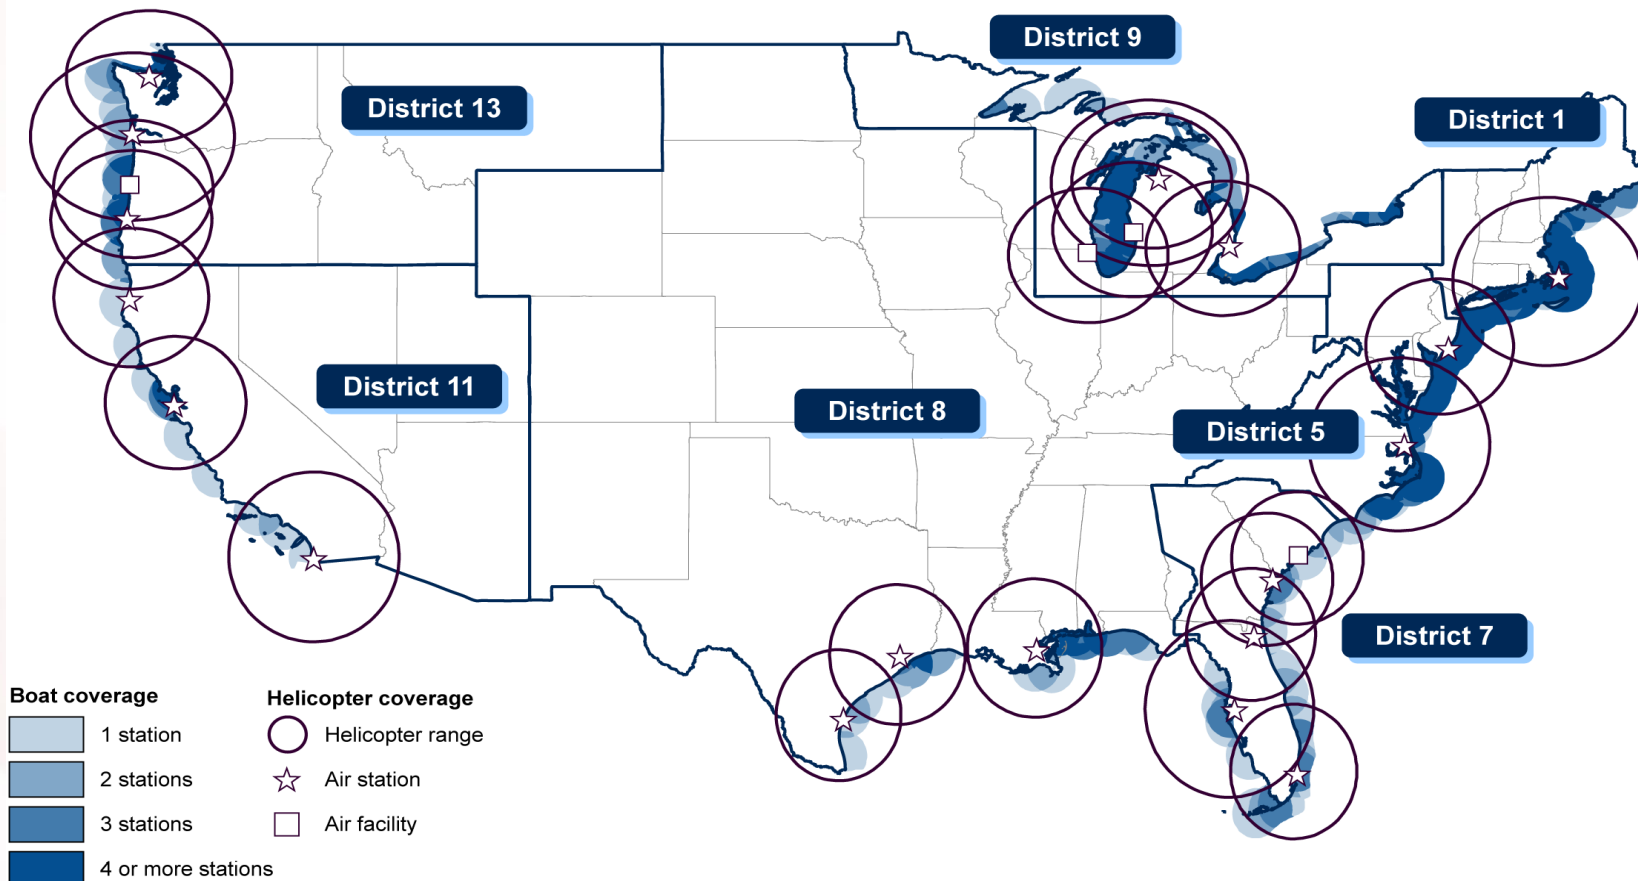 District 9
District 13
District 1
District 11
District 8
District 5
District 7
Boat coverage
1 station
2 stations
3 stations
4 or more stations
Helicopter coverage
Helicopter range
Air station
Air facility